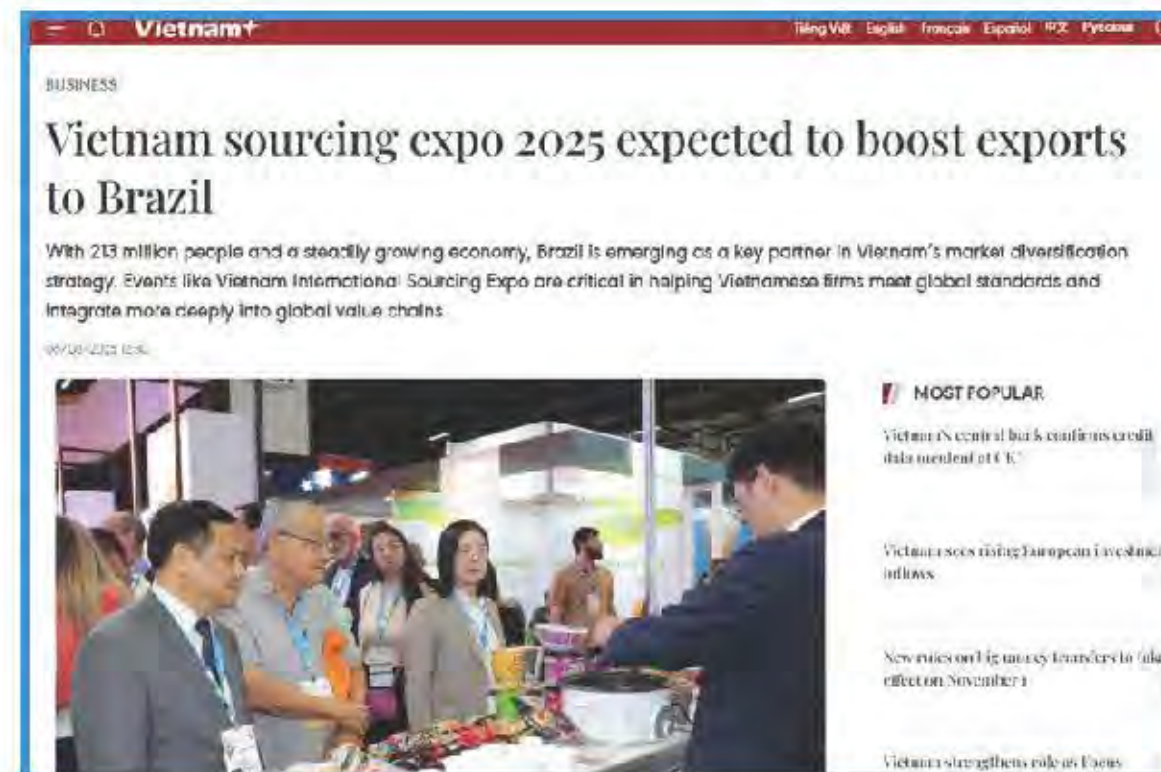 Vietnam+
Tiếng Việt English Français Español 中文 Русский
BUSINESS
Vietnam sourcing expo 2025 expected to boost exports
to Brazil
With 213 million people and a steadily growing economy, Brazil is emerging as a key partner in Vietnam's market diversification
strategy. Events like Vietnam International Sourcing Expo are critical in helping Vietnamese firms meet global standards and
integrate more deeply into global value chains
MOST POPULAR
Vietnam's central bank confirms credit
data incident at
Vietnam sees rising European investment
inflows
New rules on big money transfers to take
effect on November 1
Vietnam strengthens role as